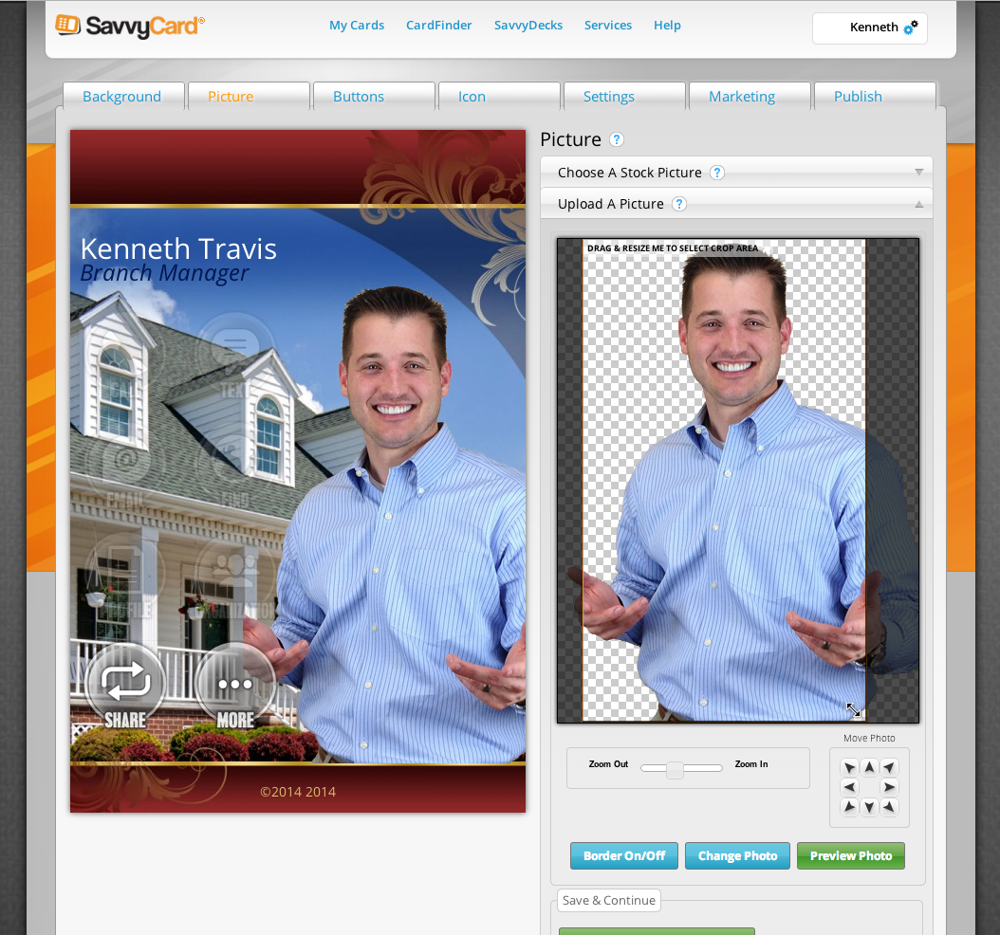 SavvyCard®
My Cards CardFinder SavvyDecks Services Help
Kenneth
Background Picture Buttons Icon Settings Marketing Publish
Picture ?
Choose A Stock Picture ?
Upload A Picture ?
DRAG & RESIZE ME TO SELECT CROP AREA
Kenneth Travis
Branch Manager
TEXT
EMAIL
SHARE
MORE
©2014 2014
Move Photo
Zoom Out Zoom In
Border On/Off Change Photo Preview Photo
Save & Continue